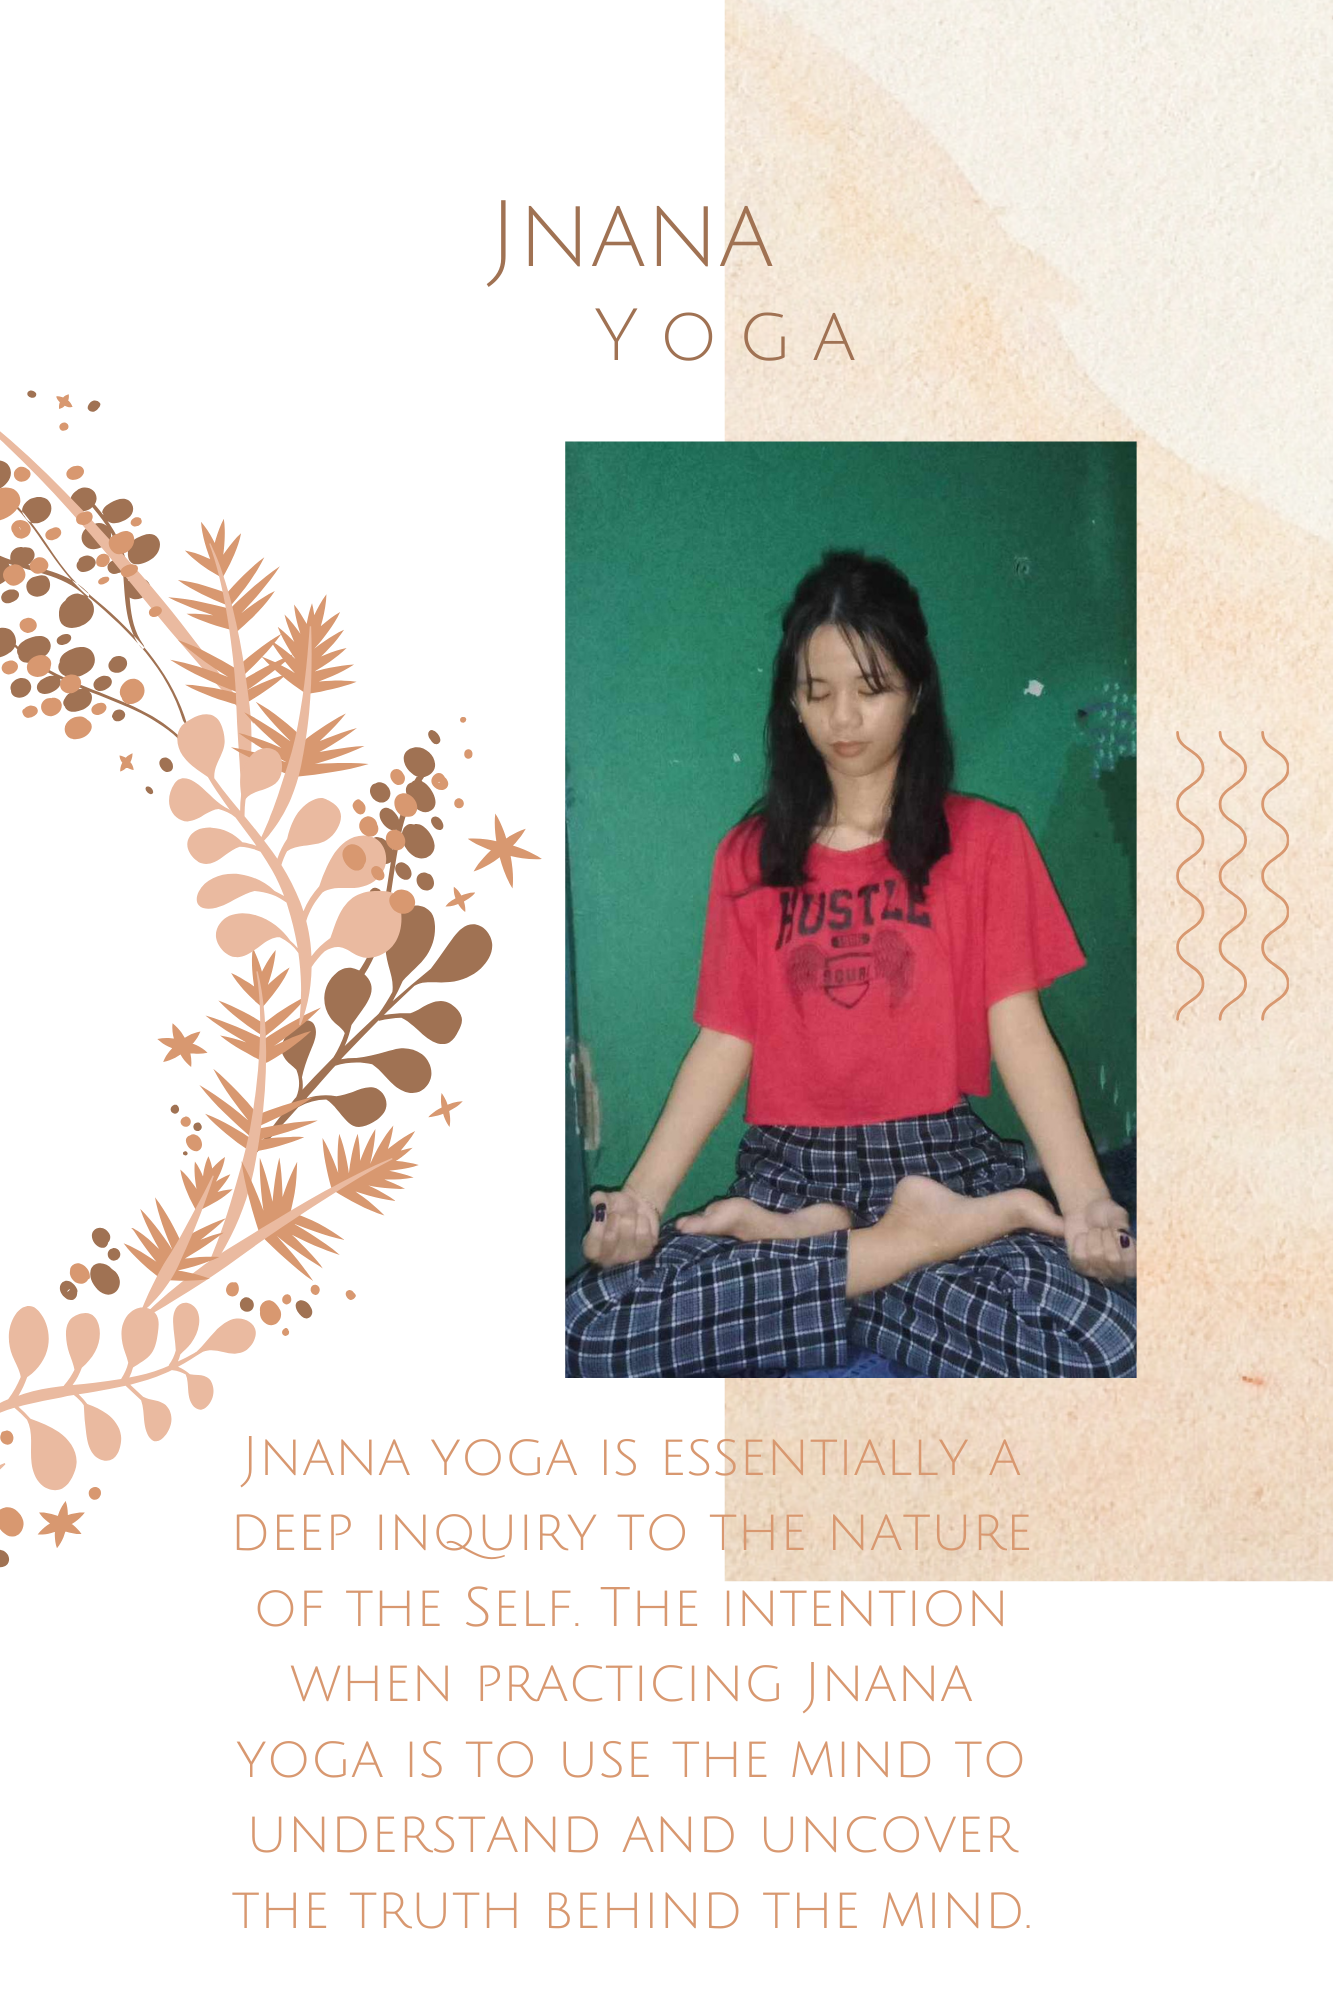 Jnana
Yoga
Jnana yoga is essentially a
deep inquiry to the nature
of the Self. The intention
when practicing Jnana
yoga is to use the mind to
understand and uncover
the truth behind the mind.
HUSTLE